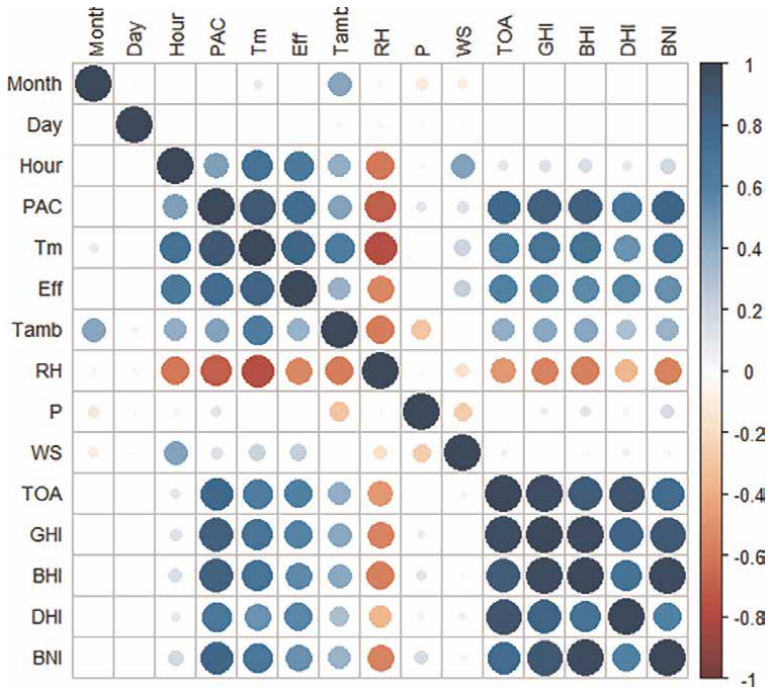 Month Day Hour PAC Tm Eff Tamb RH P WS TOA GHI BHI DHI BNI
Month
Day
Hour
PAC
Tm
Eff
Tamb
RH
P
WS
TOA
GHI
BHI
DHI
BNI
1
0.8
0.6
0.4
0.2
0
-0.2
-0.4
-0.6
-0.8
-1